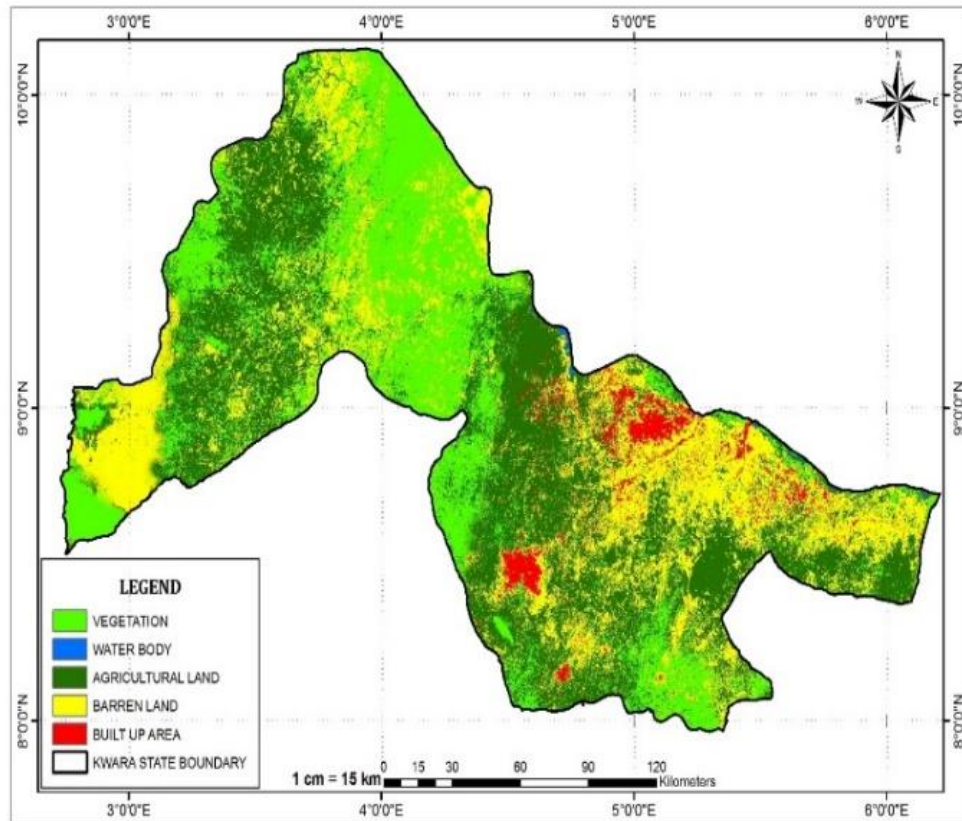 3°0'0"E 4°0'0"E 5°0'0"E 6°0'0"E
N
W E
S
10°0'0"N 10°0'0"N
9°0'0"N 9°0'0"N
8°0'0"N 8°0'0"N
LEGEND
VEGETATION
WATER BODY
AGRICULTURAL LAND
BARREN LAND
BUILT UP AREA
KWARA STATE BOUNDARY
1 cm = 15 km
0 15 30 60 90 120
Kilometers
3°0'0"E 4°0'0"E 5°0'0"E 6°0'0"E